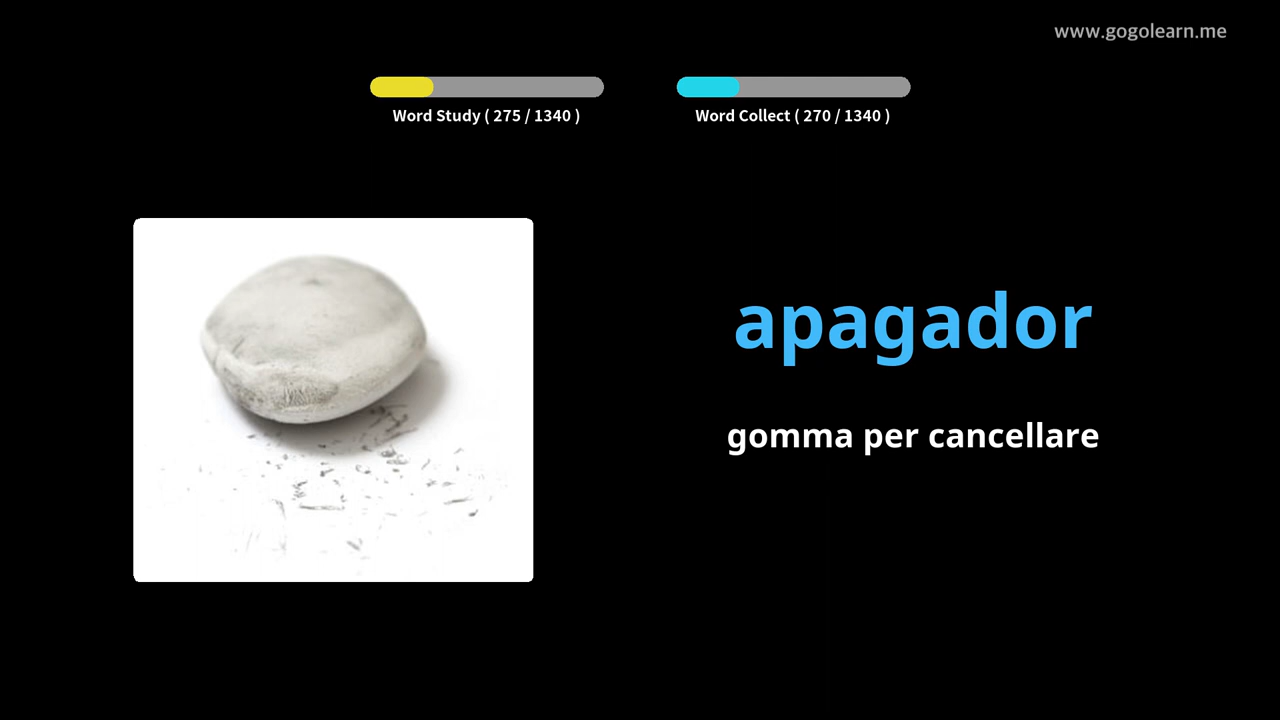 www.gogolearn.me
Word Study ( 275 / 1340 )
Word Collect ( 270 / 1340 )
apagador
gomma per cancellare